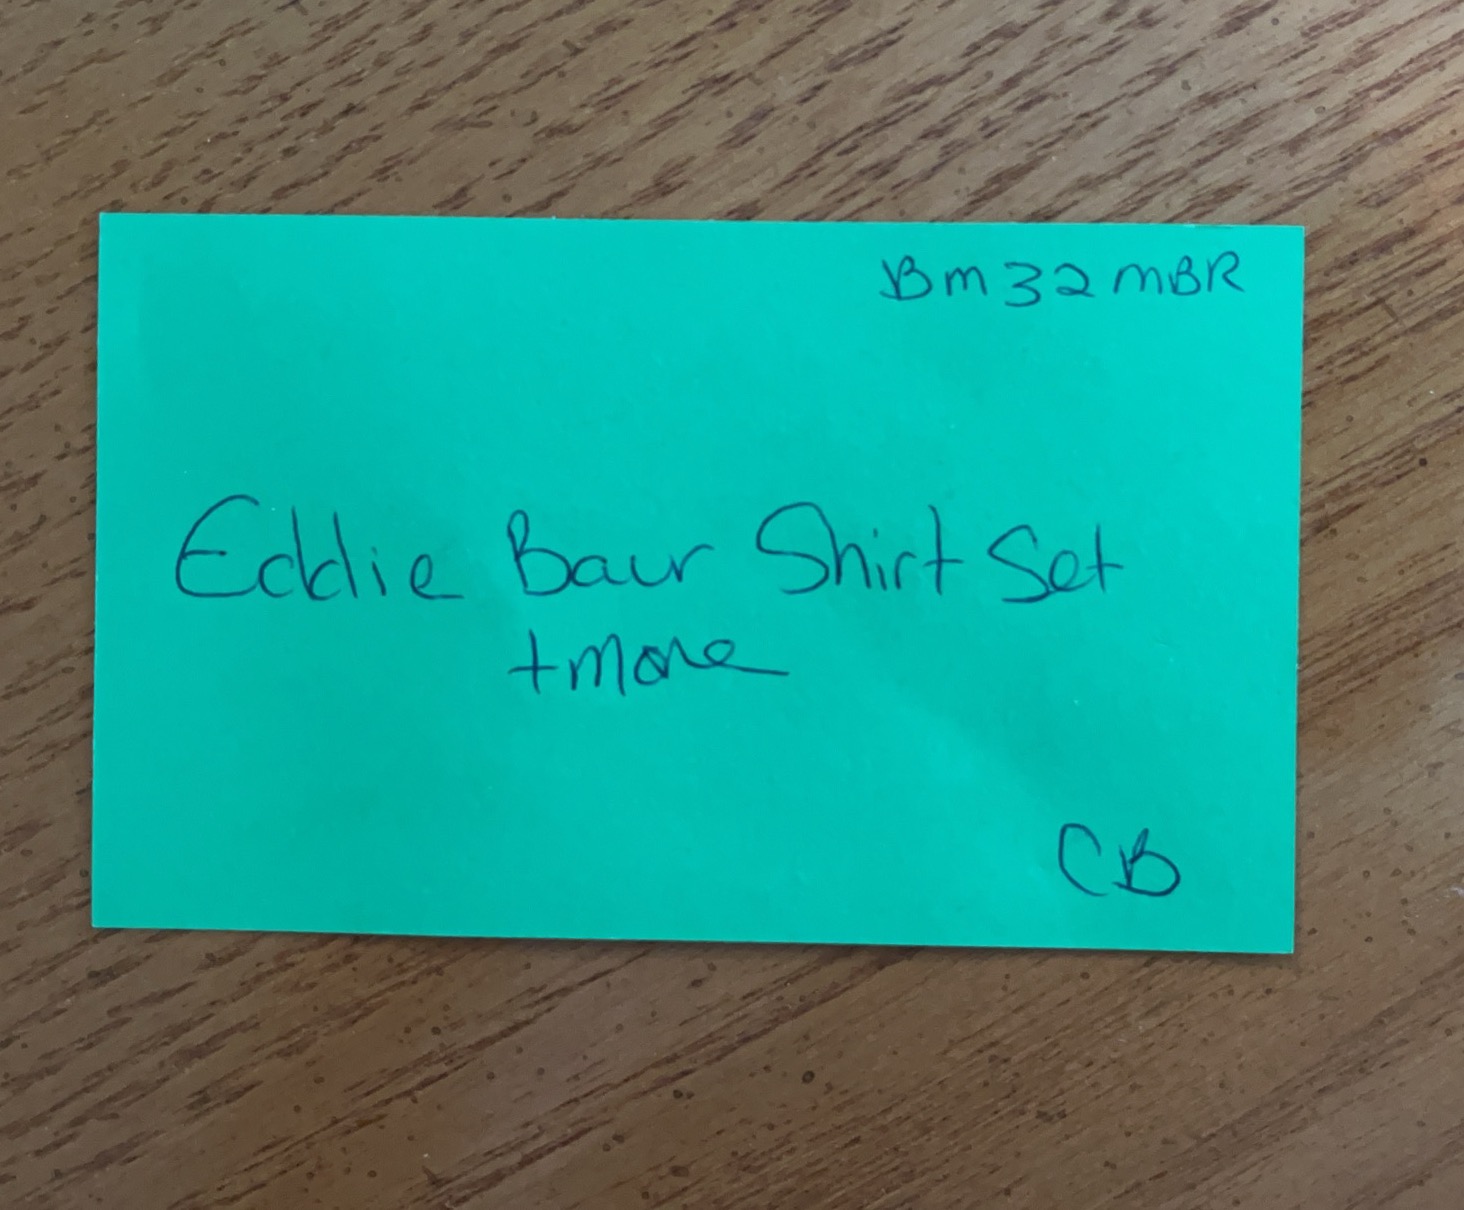 Bm32mBR
Eddie Baur Shirt Set
+more
CB